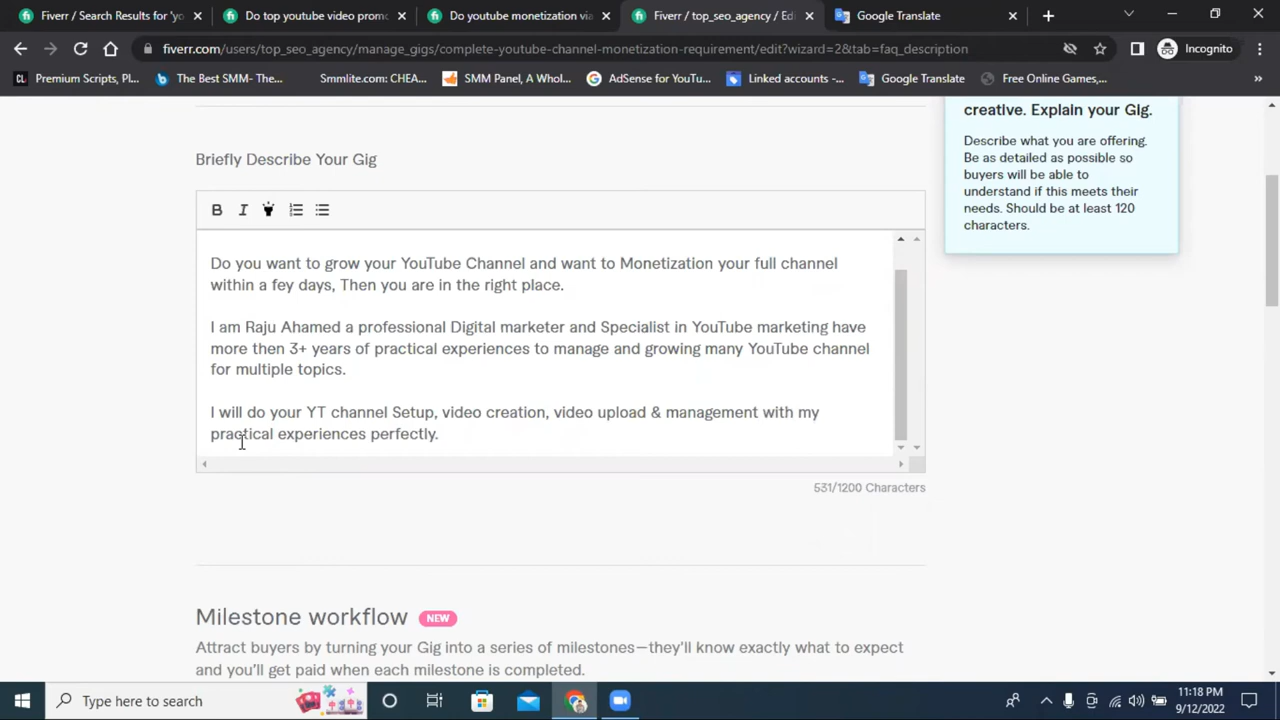 Fiverr / Search Results for 'yo
Do top youtube video promo
Do youtube monetization via
Fiverr / top_seo_agency / Edi
Google Translate
fiverr.com/users/top_seo_agency/manage_gigs/complete-youtube-channel-monetization-requirement/edit?wizard=2&tab=faq_description
Incognito
Premium Scripts, Pl...
The Best SMM- The...
Smmlite.com: CHEA...
SMM Panel, A Whol...
AdSense for YouTu...
Linked accounts -...
Google Translate
Free Online Games,...
creative. Explain your Gig.
Describe what you are offering.
Be as detailed as possible so
buyers will be able to
understand if this meets their
needs. Should be at least 120
characters.
Briefly Describe Your Gig
B I
Do you want to grow your YouTube Channel and want to Monetization your full channel
within a fey days, Then you are in the right place.
I am Raju Ahamed a professional Digital marketer and Specialist in YouTube marketing have
more then 3+ years of practical experiences to manage and growing many YouTube channel
for multiple topics.
I will do your YT channel Setup, video creation, video upload & management with my
practical experiences perfectly.
531/1200 Characters
Milestone workflow NEW
Attract buyers by turning your Gig into a series of milestones—they'll know exactly what to expect
and you'll get paid when each milestone is completed.
Type here to search
11:18 PM
9/12/2022